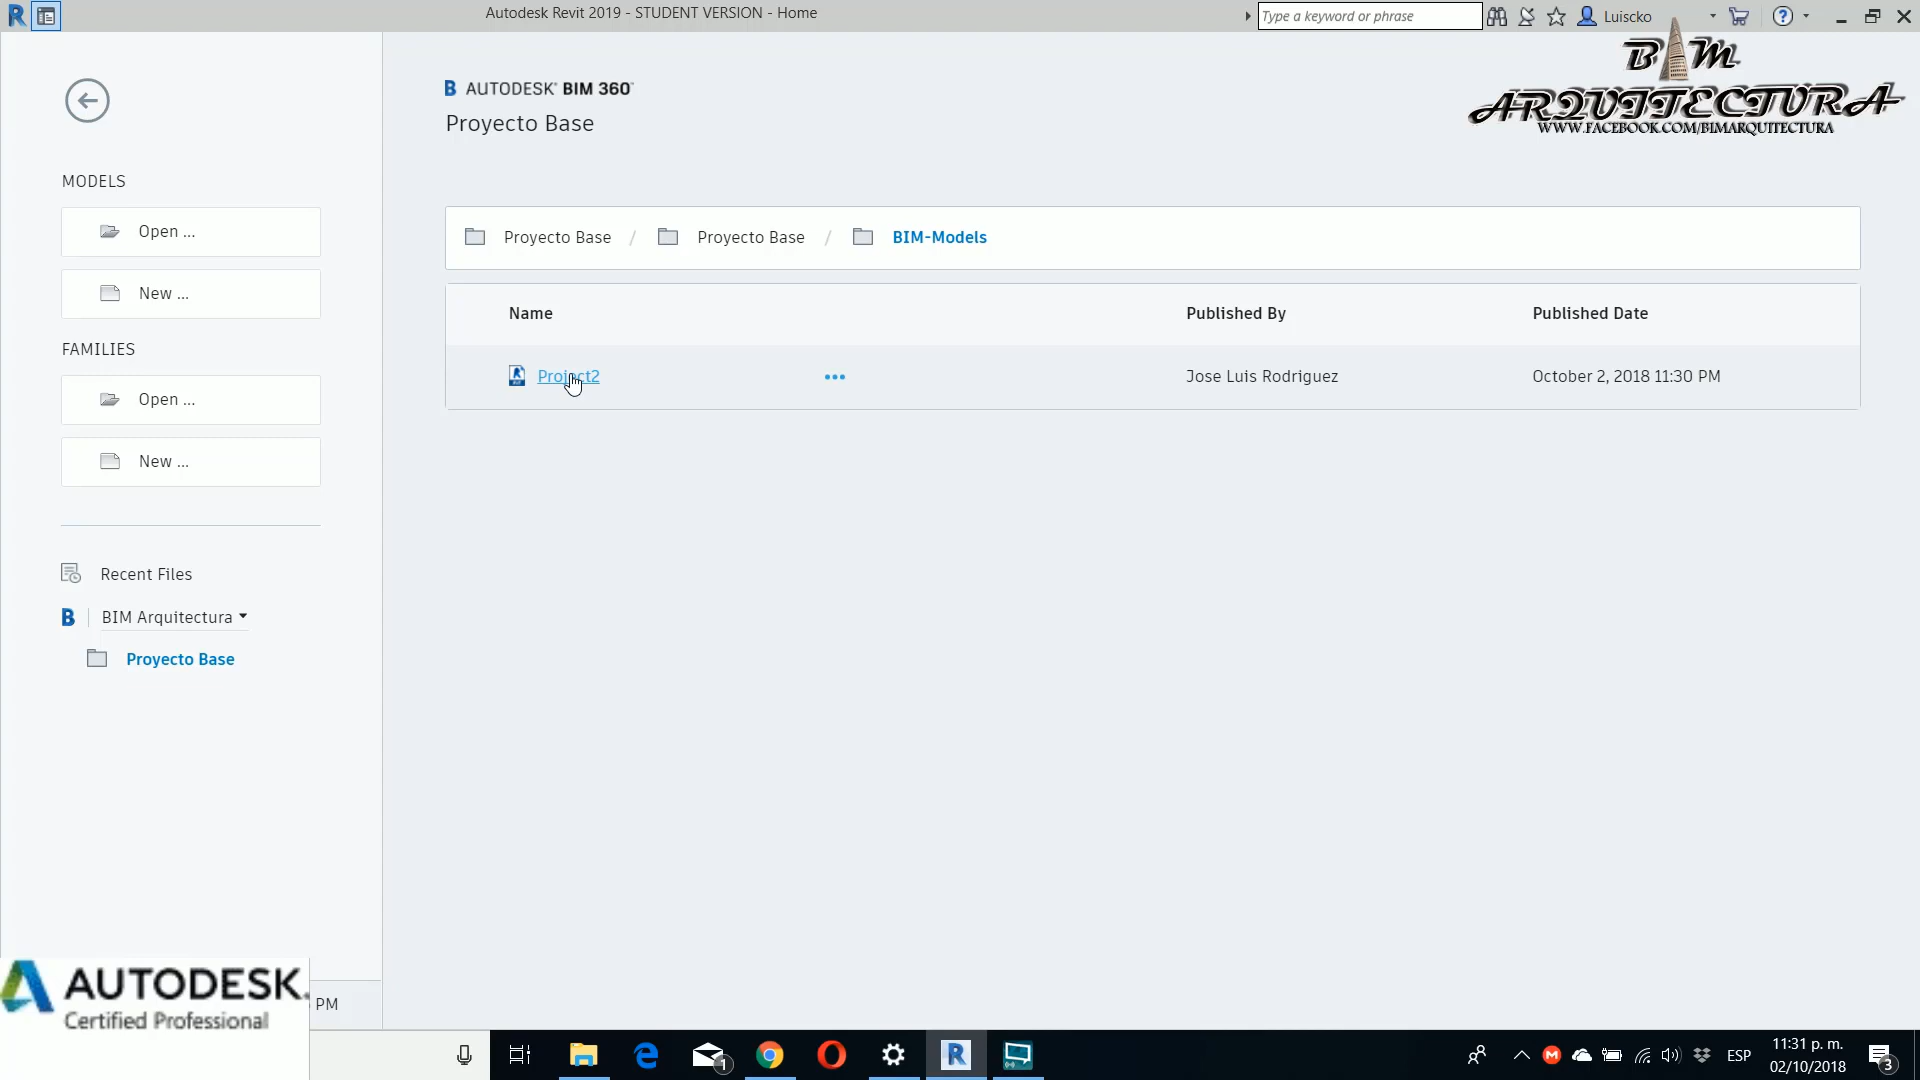 Autodesk Revit 2019 - STUDENT VERSION - Home
Type a keyword or phrase
Luiscko
BIM
ARQUITECTURA
WWW.FACEBOOK.COM/BIMARQUITECTURA
B AUTODESK® BIM 360™
Proyecto Base
MODELS
Open ...
New ...
FAMILIES
Open ...
New ...
Recent Files
B BIM Arquitectura
Proyecto Base
Proyecto Base / Proyecto Base / BIM-Models
Name Published By Published Date
Project2 ••• Jose Luis Rodriguez October 2, 2018 11:30 PM
AUTODESK.
Certified Professional
PM
1
ESP
11:31 p. m.
02/10/2018
3